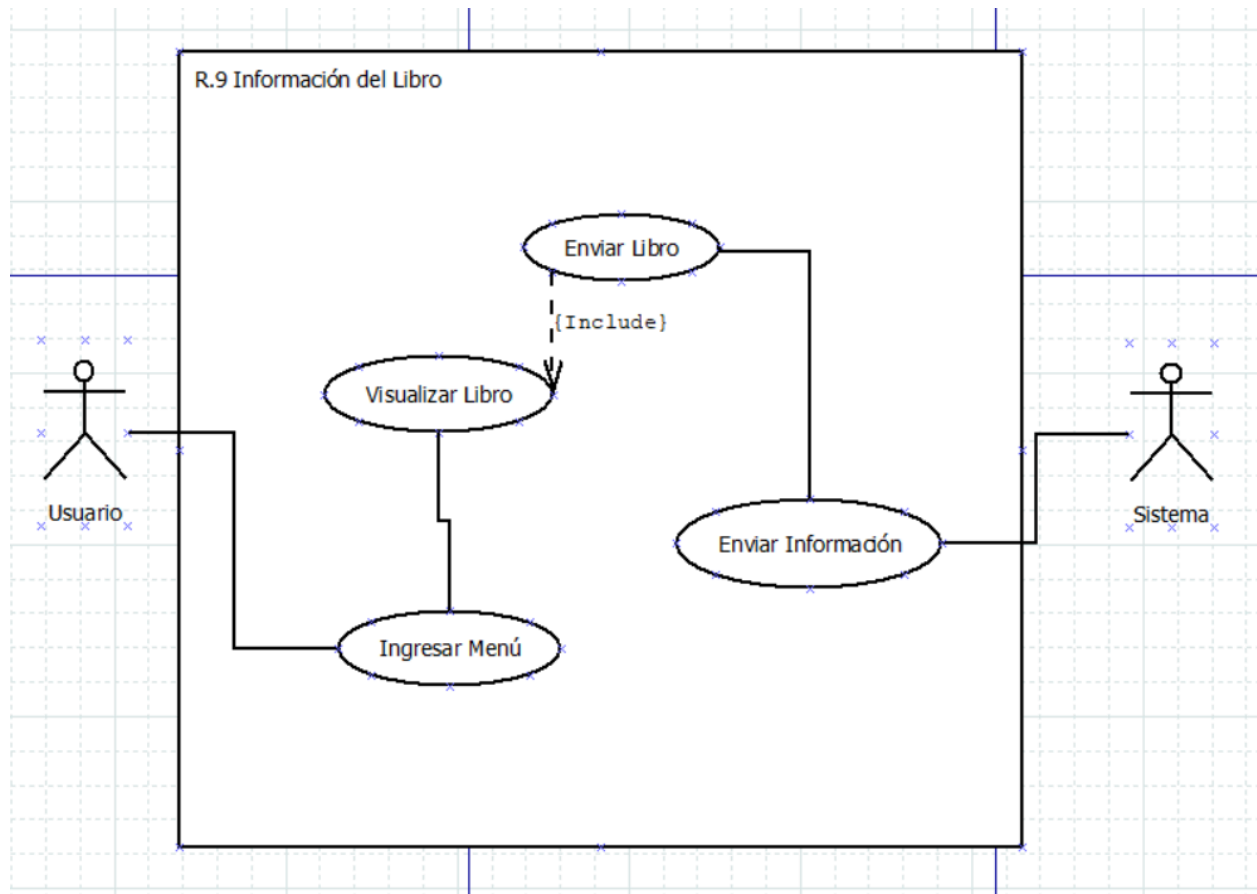 R.9 Información del Libro
Enviar Libro
{Include}
Visualizar Libro
Usuario
Sistema
Enviar Información
Ingresar Menú